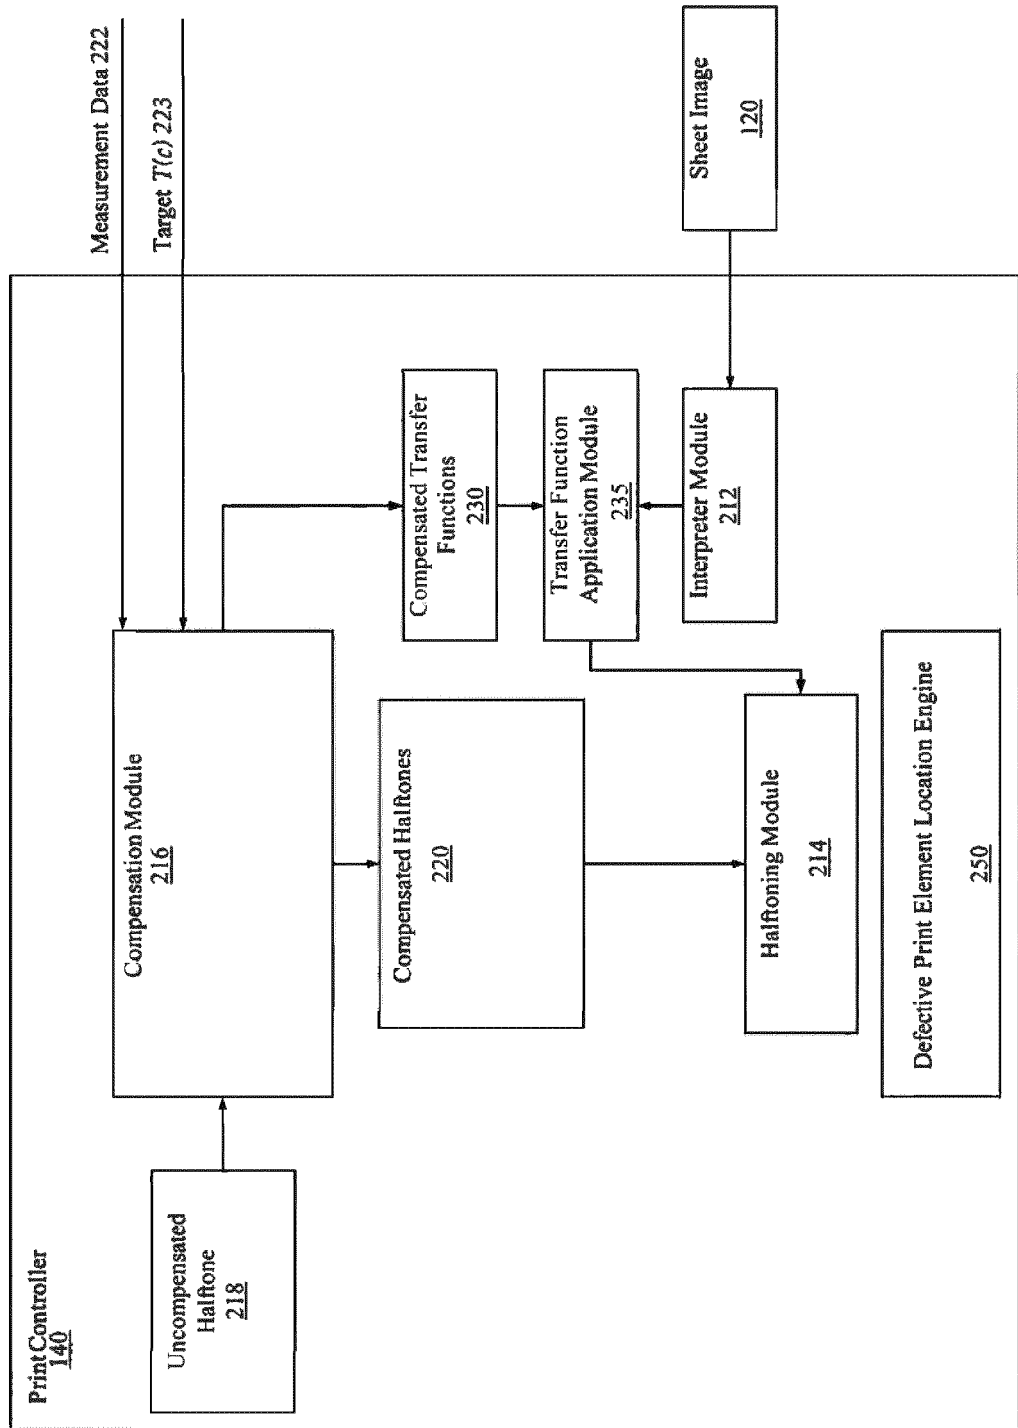 Print Controller
140
Uncompensated
Halftone
218
Compensation Module
216
Measurement Data 222
Target T(c) 223
Compensated Halftones
220
Compensated Transfer
Functions
230
Transfer Function
Application Module
235
Interpreter Module
212
Sheet Image
120
Halftoning Module
214
Defective Print Element Location Engine
250